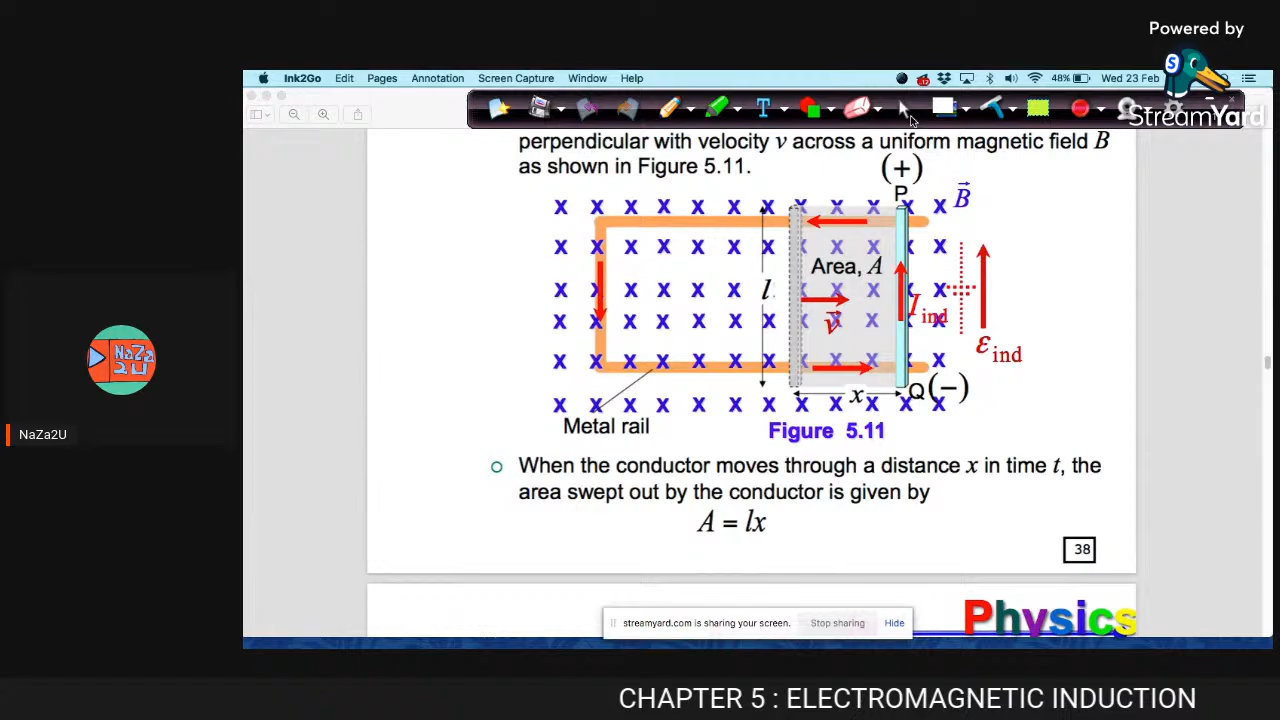 Powered by
StreamYard
Ink2Go Edit Pages Annotation Screen Capture Window Help 48% Wed 23 Feb
perpendicular with velocity v across a uniform magnetic field B
as shown in Figure 5.11.
(+)
P
X X X X X X X X X X X X B
X X X X X X X X X X X
Area, A
X X X X X l X X X X X X
v I ind
X X X X X X X X X X X
ε ind
X X X X X X X X X X X
x Q (−)
X X X X X X X X X X X X
Metal rail
Figure 5.11
When the conductor moves through a distance x in time t, the
area swept out by the conductor is given by
A = lx
38
streamyard.com is sharing your screen. Stop sharing Hide
Physics
NaZa
2U
NaZa2U
CHAPTER 5 : ELECTROMAGNETIC INDUCTION